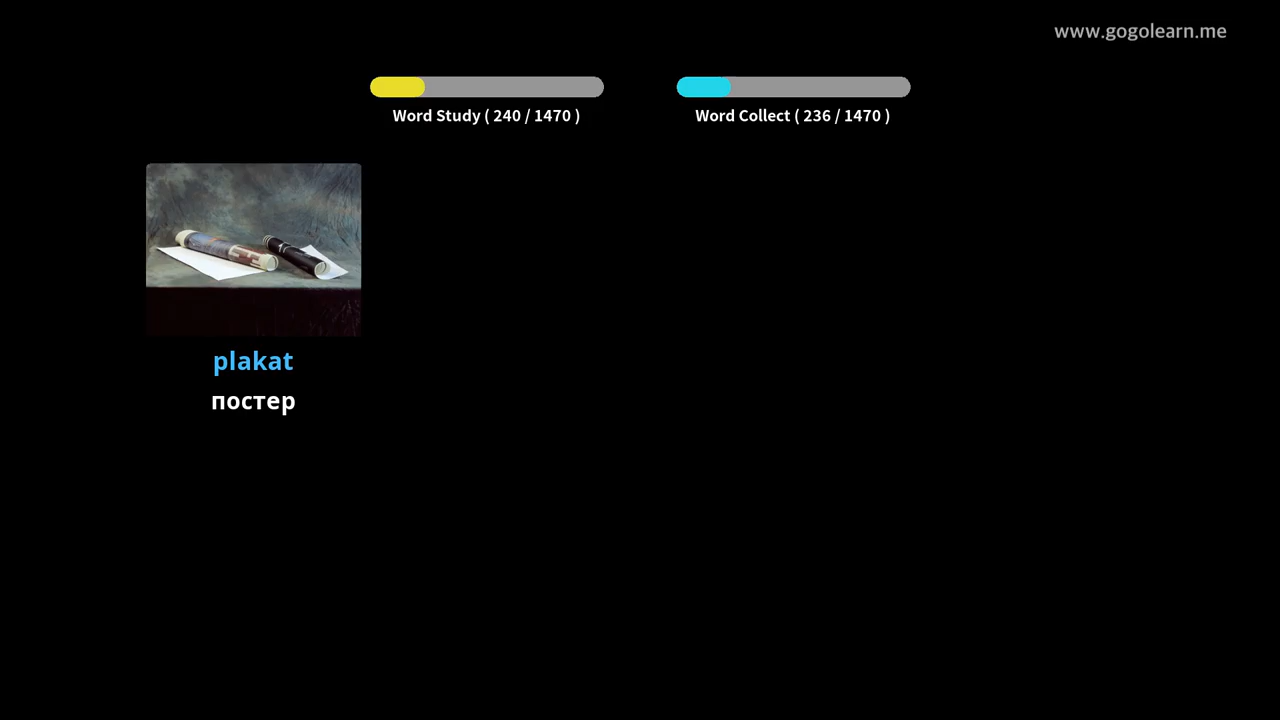 www.gogolearn.me
Word Study ( 240 / 1470 )
Word Collect ( 236 / 1470 )
plakat
постер